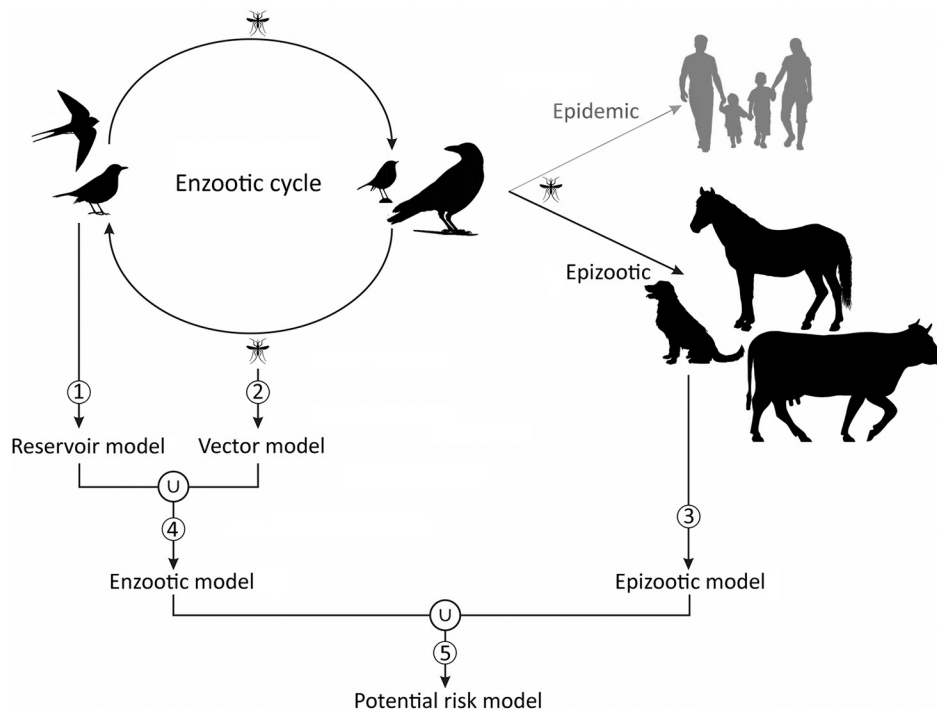 Epidemic
Enzootic cycle
Epizootic
1
2
Reservoir model
Vector model
∪
4
3
Enzootic model
Epizootic model
∪
5
Potential risk model